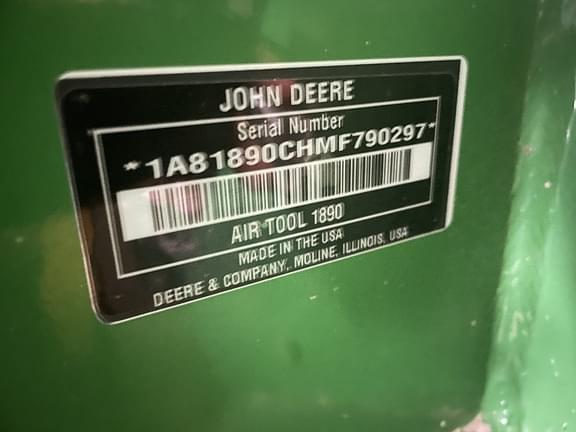 JOHN DEERE
Serial Number
*1A81890CHMF790297*
AIR TOOL 1890
MADE IN THE USA
DEERE & COMPANY, MOLINE, ILLINOIS, USA